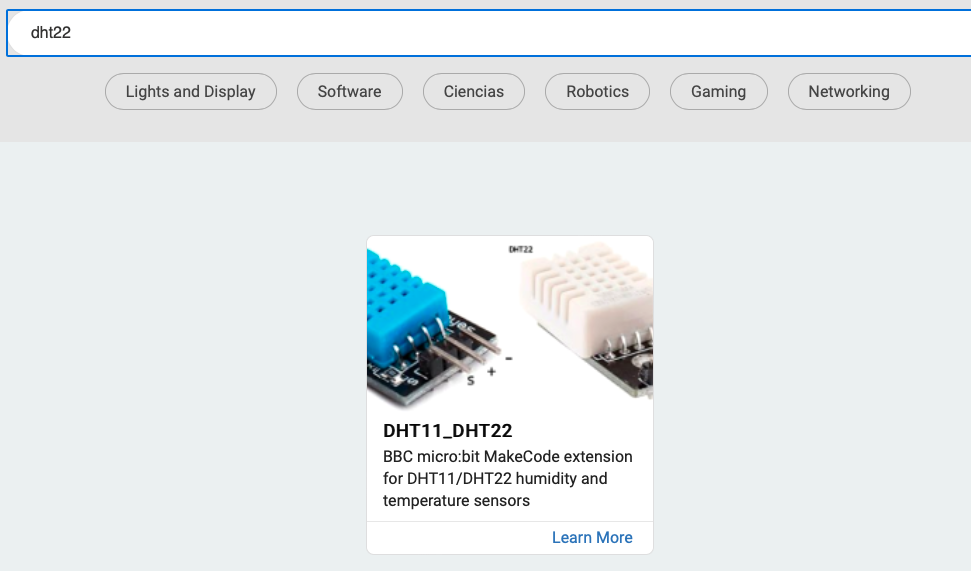 dht22
Lights and Display
Software
Ciencias
Robotics
Gaming
Networking
DHT22
S
+
-
DHT11_DHT22
BBC micro:bit MakeCode extension
for DHT11/DHT22 humidity and
temperature sensors
Learn More